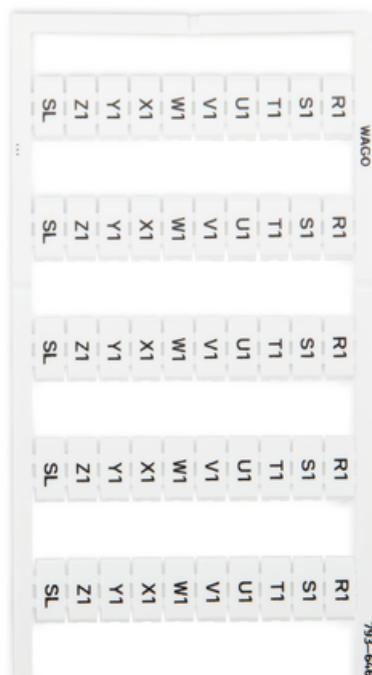 WAGO
R1 R1 R1 R1 R1
S1 S1 S1 S1 S1
T1 T1 T1 T1 T1
U1 U1 U1 U1 U1
V1 V1 V1 V1 V1
W1 W1 W1 W1 W1
X1 X1 X1 X1 X1
Y1 Y1 Y1 Y1 Y1
Z1 Z1 Z1 Z1 Z1
SL SL SL SL SL